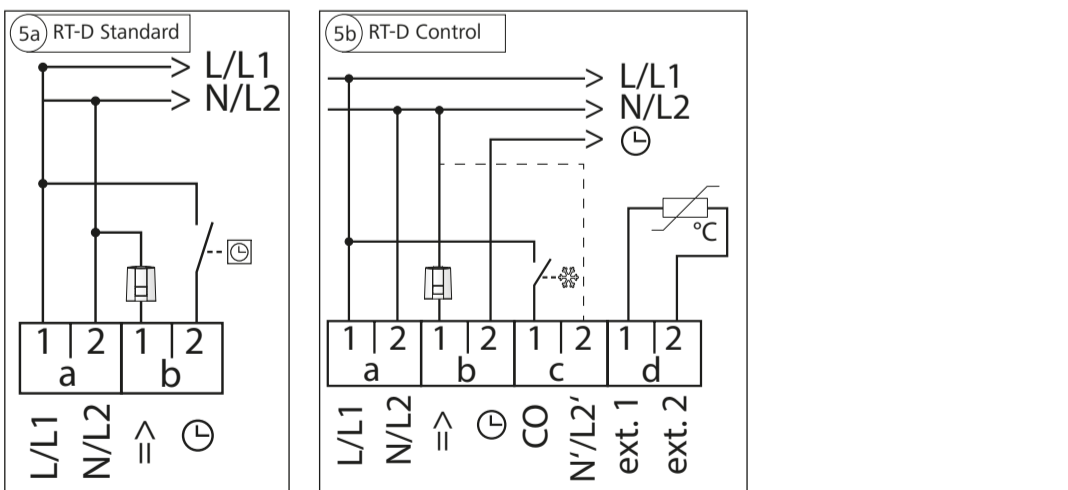 5a RT-D Standard
L/L1
N/L2
1 2 1 2
a b
L/L1 N/L2 =>
5b RT-D Control
L/L1
N/L2
°C
1 2 1 2 1 2 1 2
a b c d
L/L1 N/L2 => CO N'/L2' ext. 1 ext. 2